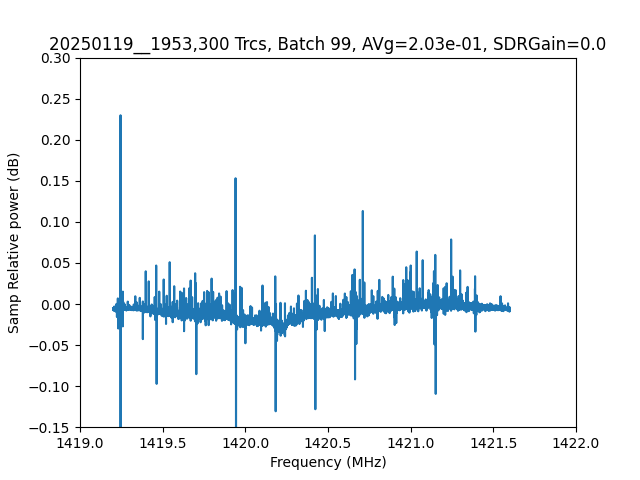 20250119__1953,300 Trcs, Batch 99, AVg=2.03e-01, SDRGain=0.0
0.30
0.25
0.20
0.15
0.10
0.05
0.00
−0.05
−0.10
−0.15
Samp Relative power (dB)
1419.0 1419.5 1420.0 1420.5 1421.0 1421.5 1422.0
Frequency (MHz)